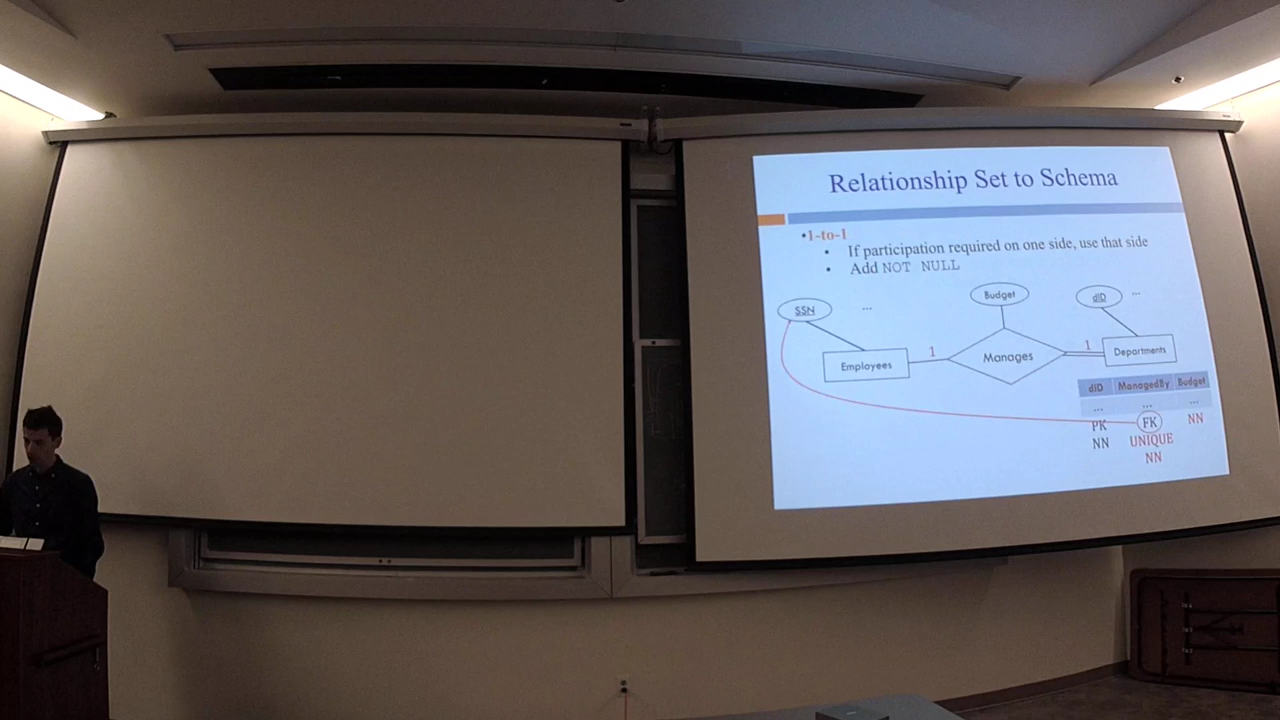 Relationship Set to Schema
•1-to-1
• If participation required on one side, use that side
• Add NOT NULL
SSN
...
Budget
dID
...
Employees
1
Manages
1
Departments
dID ManagedBy Budget
... ... ...
PK FK NN
NN UNIQUE
NN